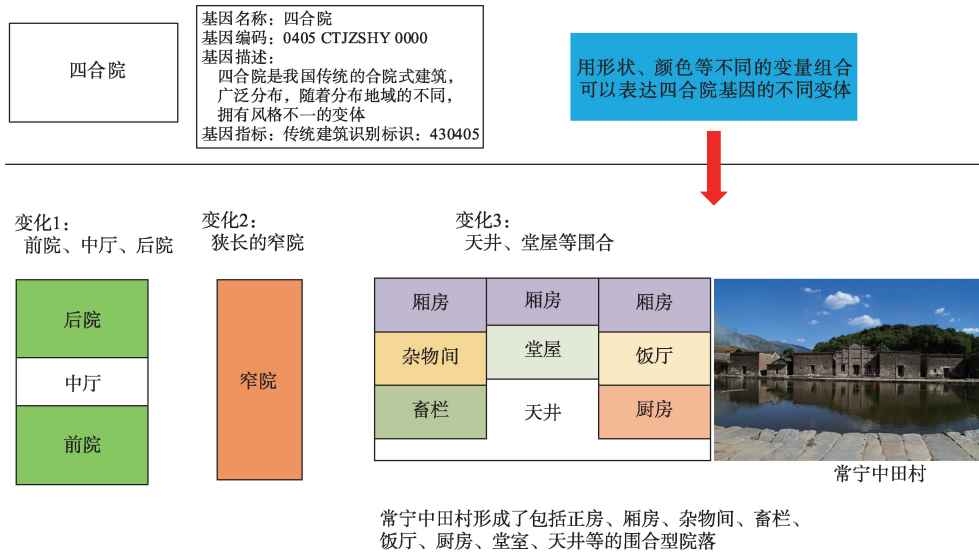 四合院
基因名称：四合院
基因编码：0405 CTJZSHY 0000
基因描述：
四合院是我国传统的合院式建筑，
广泛分布，随着分布地域的不同，
拥有风格不一的变体
基因指标：传统建筑识别标识：430405
用形状、颜色等不同的变量组合
可以表达四合院基因的不同变体
变化1：
前院、中厅、后院
后院
中厅
前院
变化2：
狭长的窄院
窄院
变化3：
天井、堂屋等围合
厢房
厢房
厢房
杂物间
堂屋
饭厅
畜栏
天井
厨房
常宁中田村
常宁中田村形成了包括正房、厢房、杂物间、畜栏、
饭厅、厨房、堂室、天井等的围合型院落